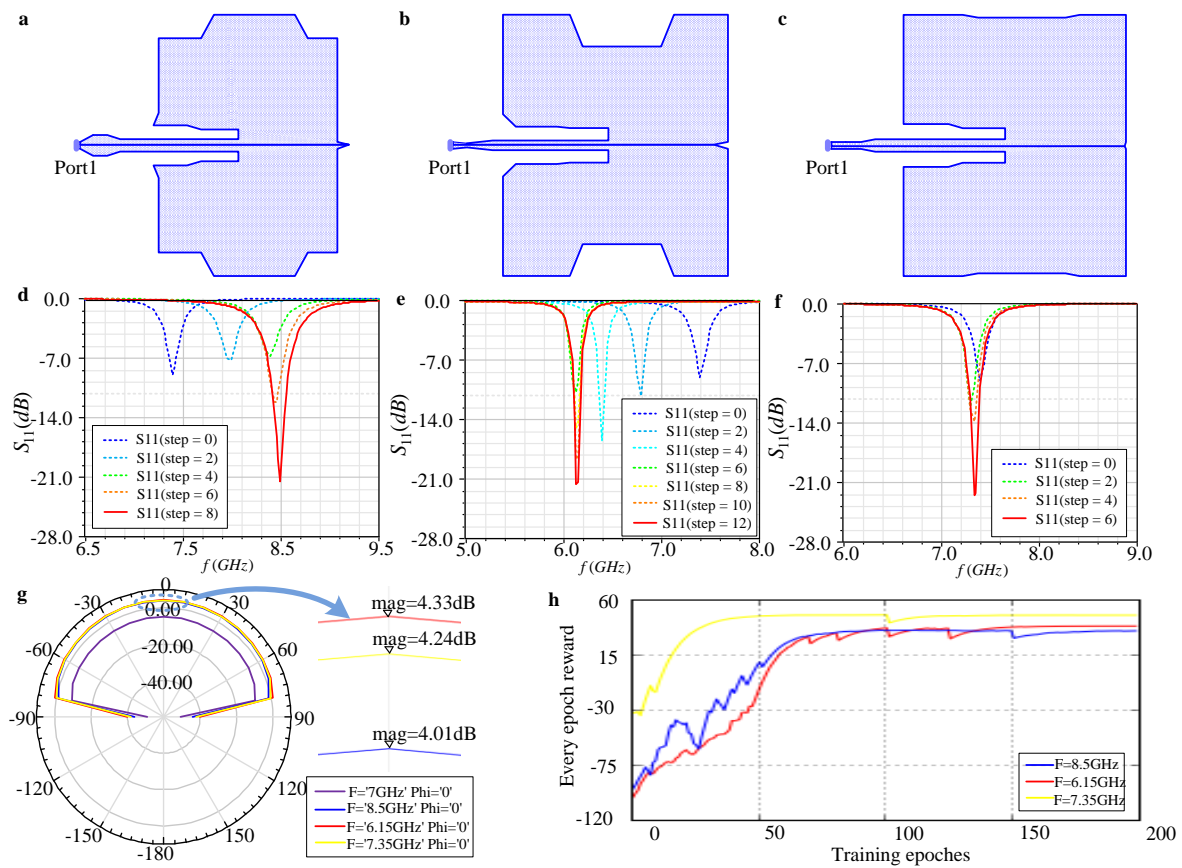 a
b
c
Port1
Port1
Port1
d
0.0
-7.0
-14.0
-21.0
-28.0
S11(dB)
S11(step = 0)
S11(step = 2)
S11(step = 4)
S11(step = 6)
S11(step = 8)
6.5
7.5
8.5
9.5
f(GHz)
e
0.0
-7.0
-14.0
-21.0
-28.0
S11(dB)
S11(step = 0)
S11(step = 2)
S11(step = 4)
S11(step = 6)
S11(step = 8)
S11(step = 10)
S11(step = 12)
5.0
6.0
7.0
8.0
f(GHz)
f
0.0
-7.0
-14.0
-21.0
-28.0
S11(dB)
S11(step = 0)
S11(step = 2)
S11(step = 4)
S11(step = 6)
6.0
7.0
8.0
9.0
f(GHz)
g
0
-30
30
-60
60
-90
90
-120
120
-150
150
-180
0.00
-20.00
-40.00
mag=4.33dB
mag=4.24dB
mag=4.01dB
F='7GHz' Phi='0'
F='8.5GHz' Phi='0'
F='6.15GHz' Phi='0'
F='7.35GHz' Phi='0'
h
60
15
-30
-75
-120
Every epoch reward
F=8.5GHz
F=6.15GHz
F=7.35GHz
0
50
100
150
200
Training epoches